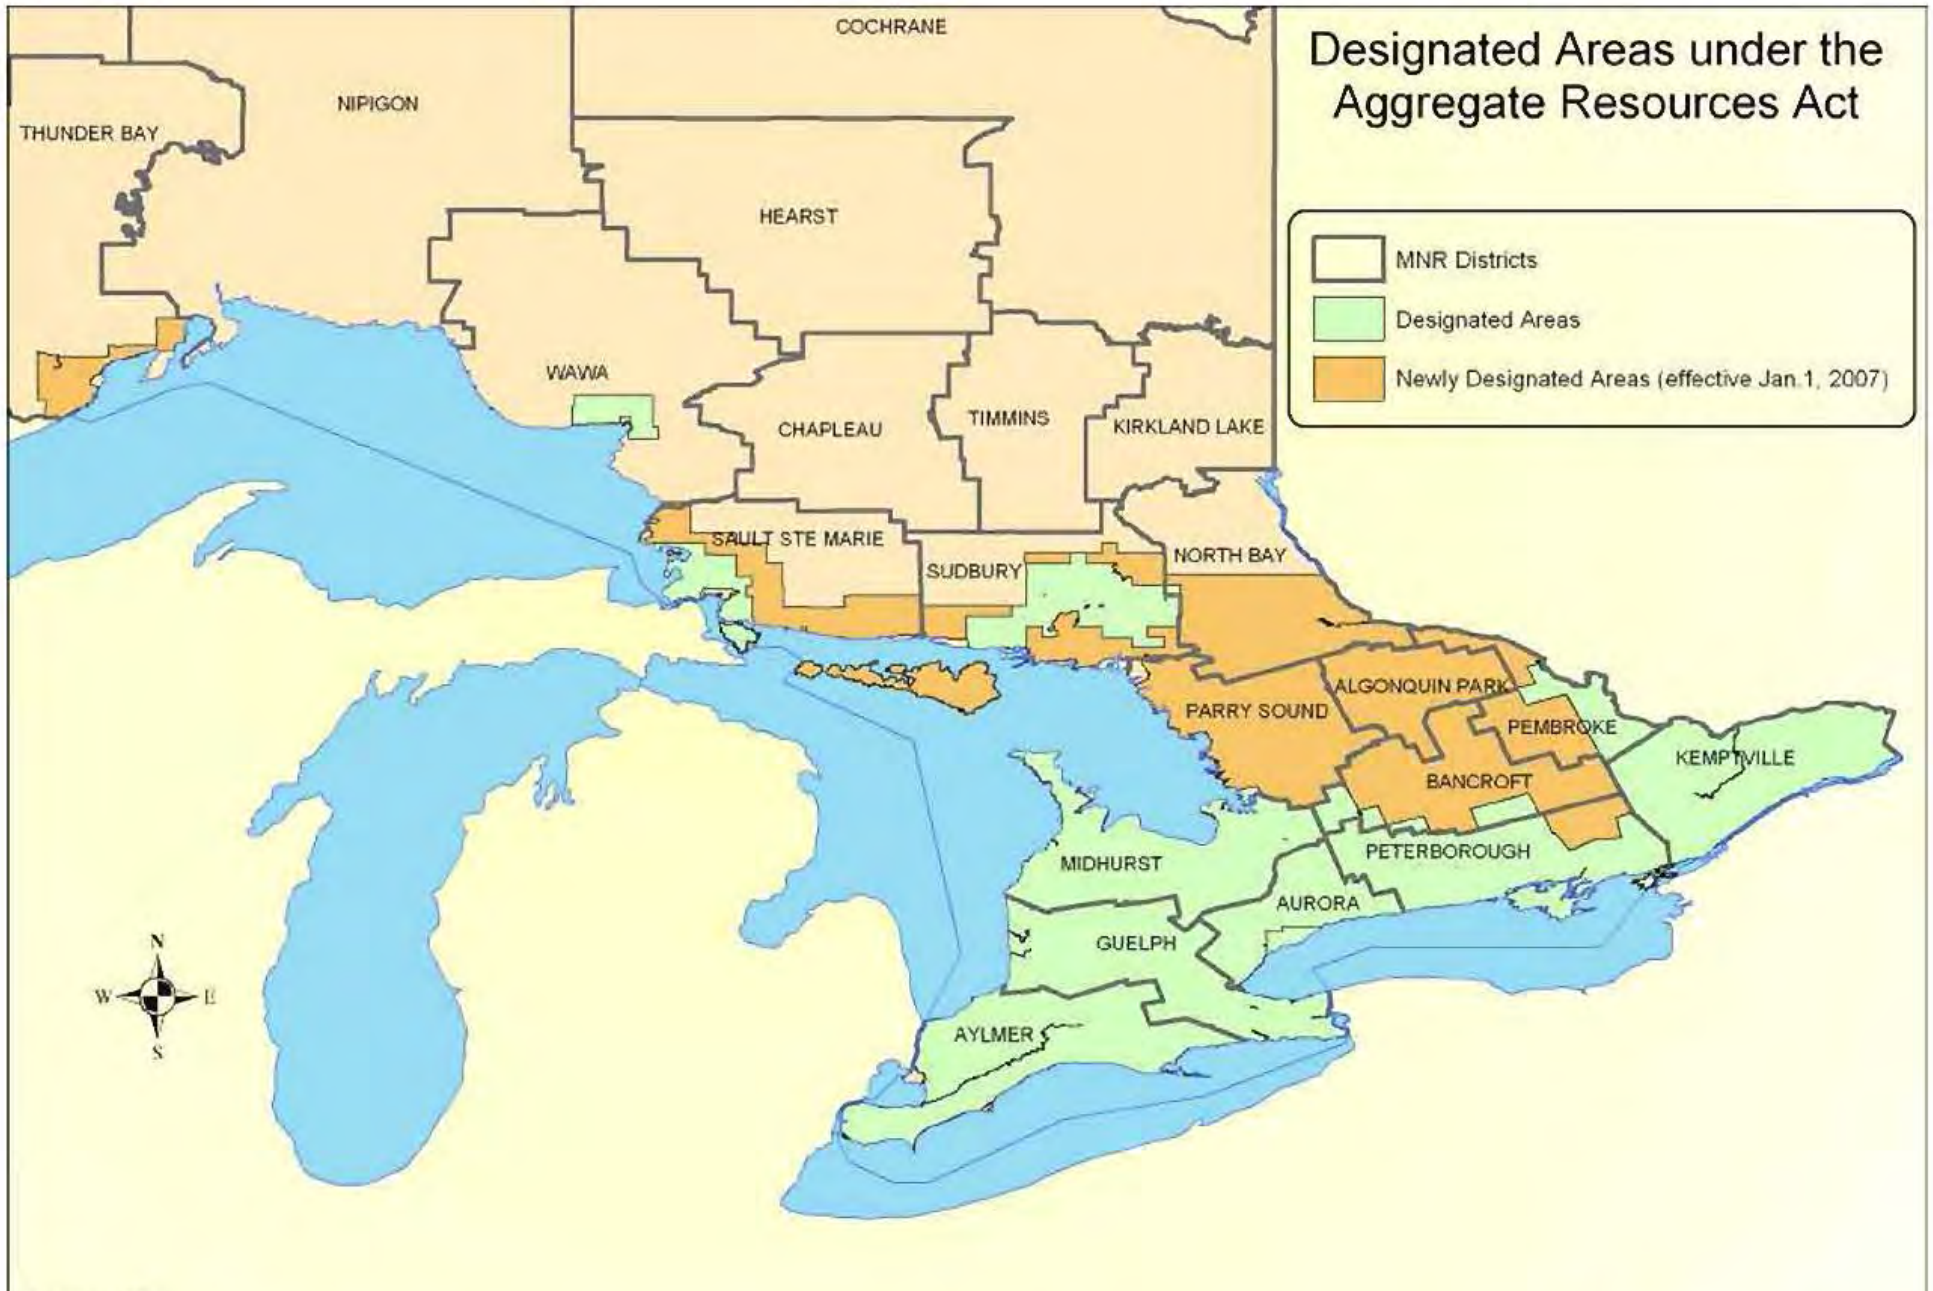 Designated Areas under the
Aggregate Resources Act
MNR Districts
Designated Areas
Newly Designated Areas (effective Jan.1, 2007)
COCHRANE
NIPIGON
THUNDER BAY
HEARST
WAWA
CHAPLEAU
TIMMINS
KIRKLAND LAKE
SAULT STE MARIE
SUDBURY
NORTH BAY
ALGONQUIN PARK
PARRY SOUND
PEMBROKE
KEMPTVILLE
BANCROFT
PETERBOROUGH
MIDHURST
AURORA
GUELPH
AYLMER
N
W E
S